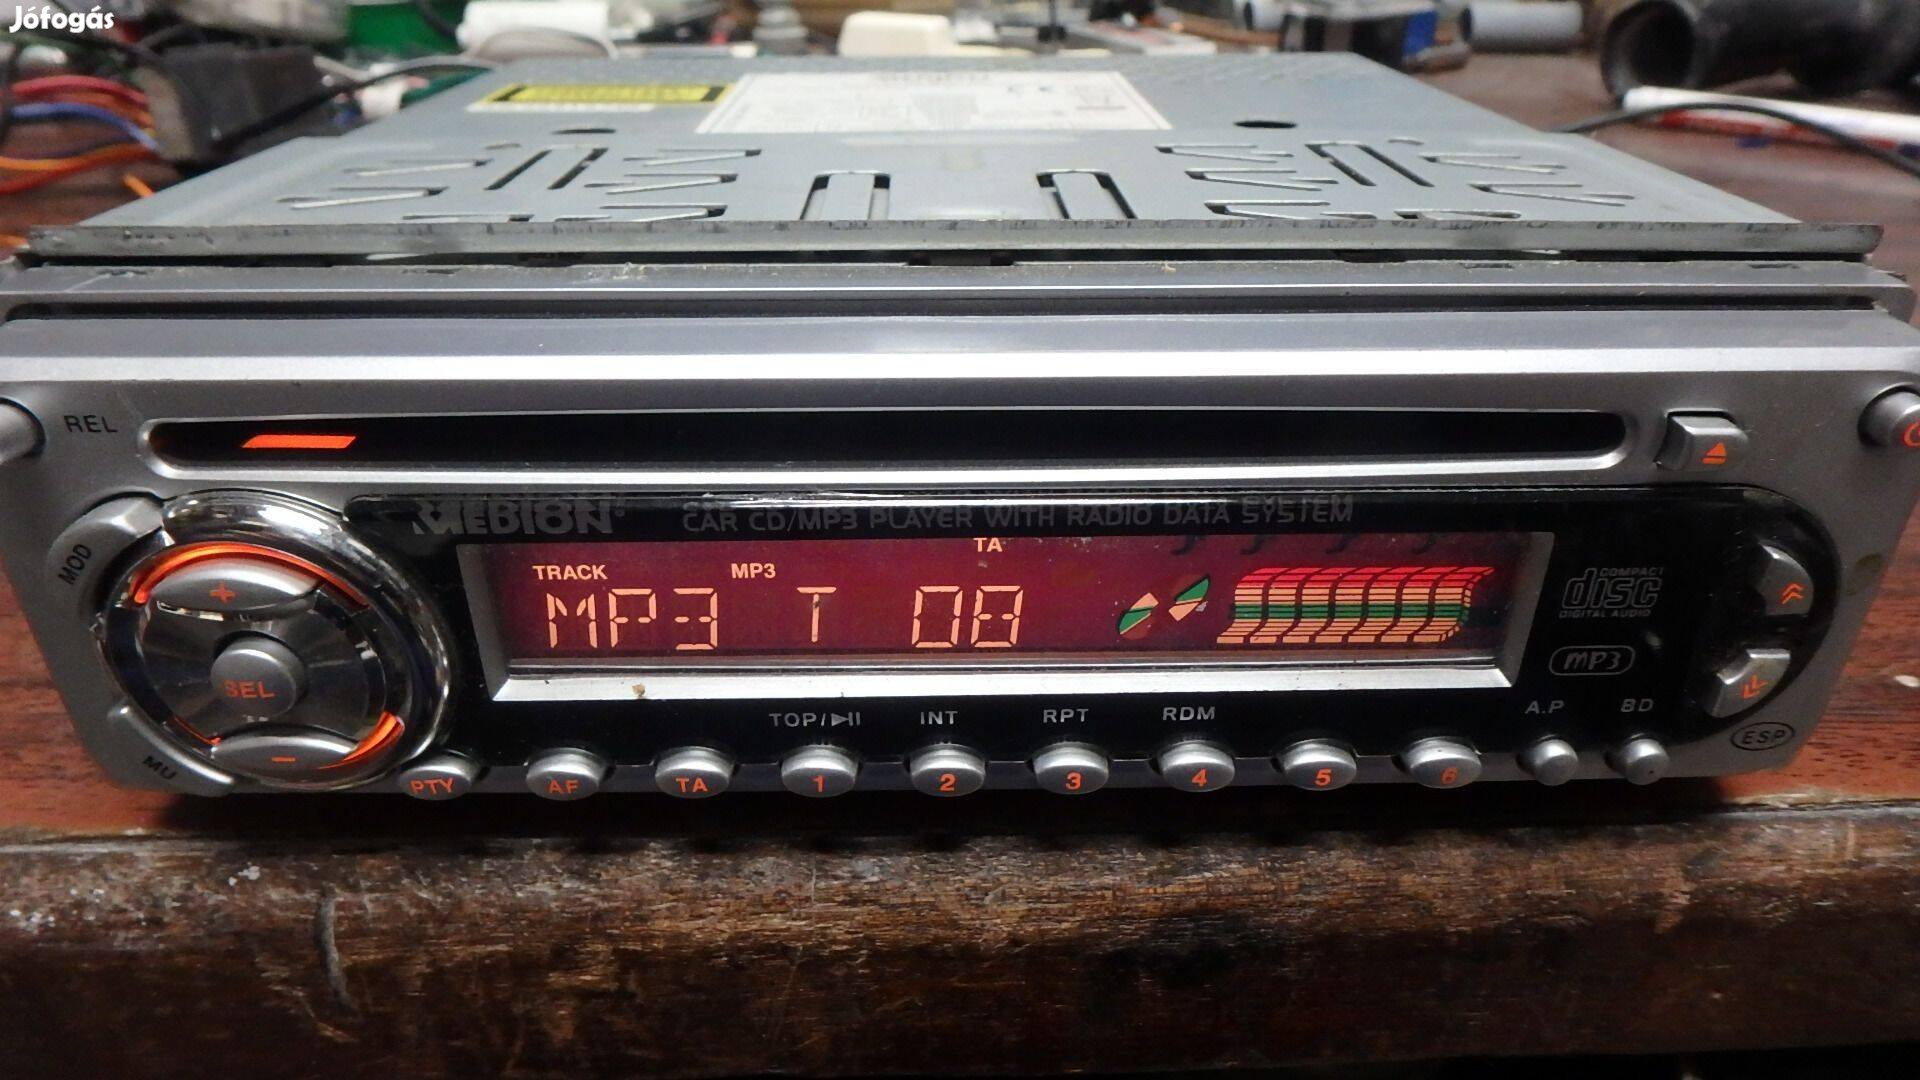 Jófogás
REL
MEDION
CAR CD/MP3 PLAYER WITH RADIO DATA SYSTEM
MOD
TA
TRACK MP3
MP3 T 08
COMPACT
disc
DIGITAL AUDIO
MP3
+
SEL
-
MU
TOP/ INT RPT RDM A.P BD
ESP
PTY AF TA 1 2 3 4 5 6